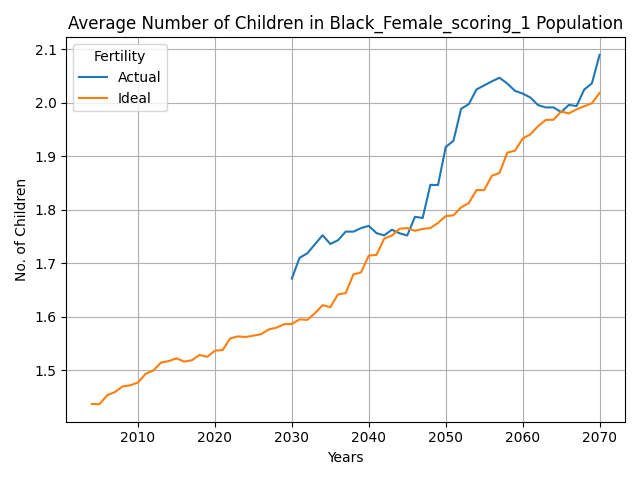 Average Number of Children in Black_Female_scoring_1 Population
Fertility
Actual
Ideal
No. of Children
2.1
2.0
1.9
1.8
1.7
1.6
1.5
2010 2020 2030 2040 2050 2060 2070
Years